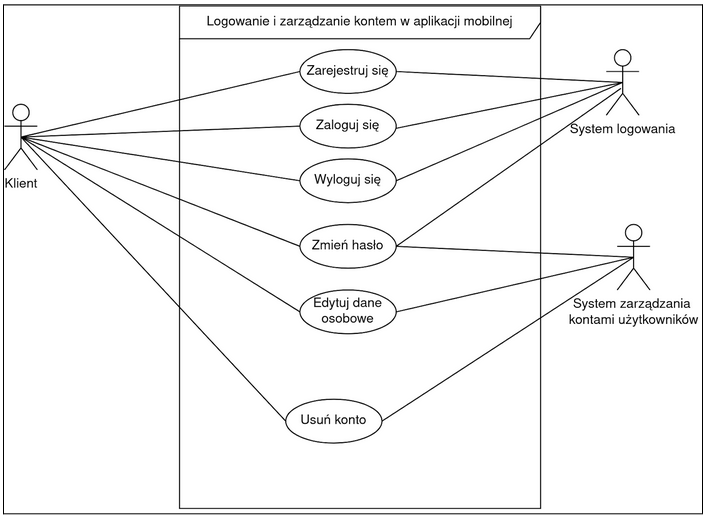 Logowanie i zarządzanie kontem w aplikacji mobilnej
Zarejestruj się
Zaloguj się
System logowania
Wyloguj się
Klient
Zmień hasło
Edytuj dane
osobowe
System zarządzania
kontami użytkowników
Usuń konto